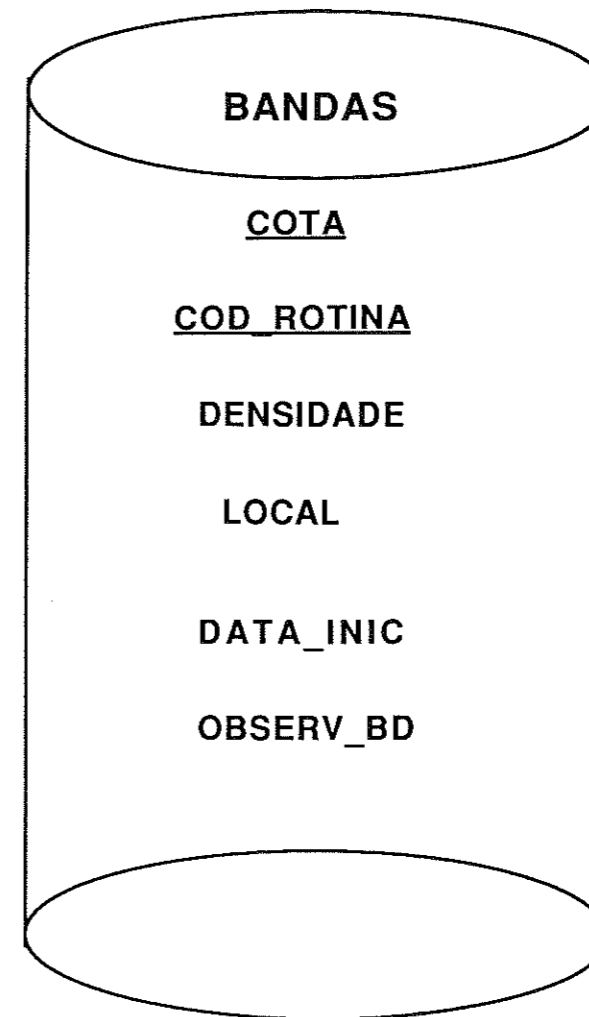 BANDAS
COTA
COD_ROTINA
DENSIDADE
LOCAL
DATA_INIC
OBSERV_BD